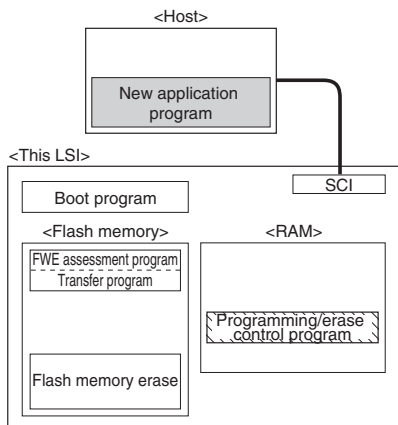 <Host>
New application
program
<This LSI>
SCI
Boot program
<Flash memory>
<RAM>
FWE assessment program
Transfer program
Programming/erase
control program
Flash memory erase